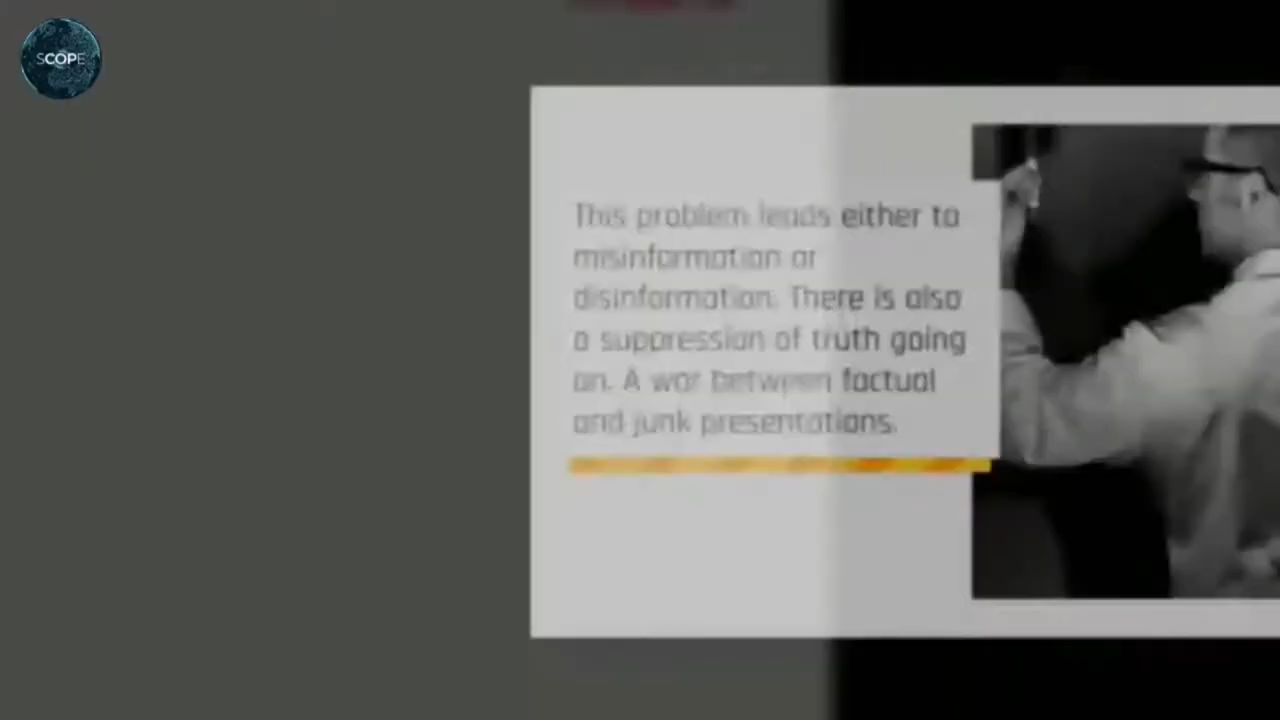 SCOPE
This problem leads either to
misinformation or
disinformation. There is also
a suppression of truth going
on. A war between factual
and junk presentations.